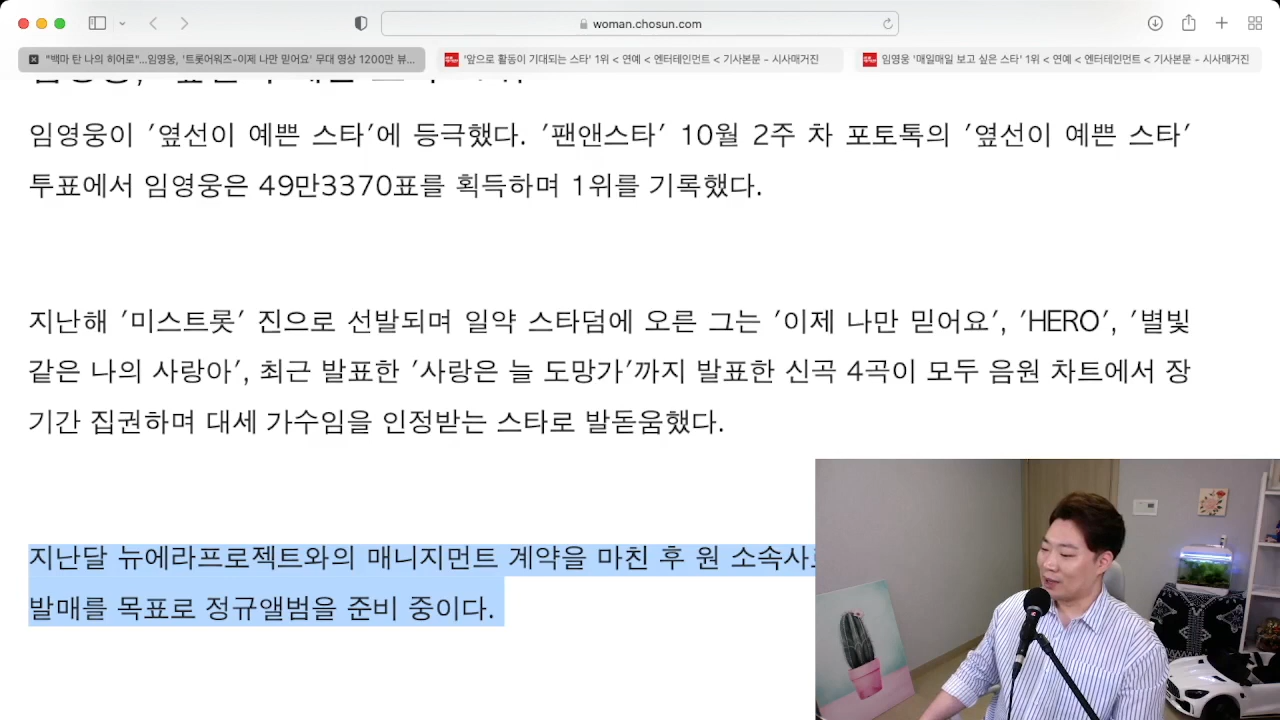 woman.chosun.com
"백마 탄 나의 히어로"...임영웅, '트롯어워즈-이제 나만 믿어요' 무대 영상 1200만 뷰...
'앞으로 활동이 기대되는 스타' 1위 < 연예 < 엔터테인먼트 < 기사본문 - 시사매거진
임영웅 '매일매일 보고 싶은 스타' 1위 < 연예 < 엔터테인먼트 < 기사본문 - 시사매거진
임영웅이 '옆선이 예쁜 스타'에 등극했다. '팬앤스타' 10월 2주 차 포토톡의 '옆선이 예쁜 스타'
투표에서 임영웅은 49만3370표를 획득하며 1위를 기록했다.
지난해 '미스트롯' 진으로 선발되며 일약 스타덤에 오른 그는 '이제 나만 믿어요', 'HERO', '별빛
같은 나의 사랑아', 최근 발표한 '사랑은 늘 도망가'까지 발표한 신곡 4곡이 모두 음원 차트에서 장
기간 집권하며 대세 가수임을 인정받는 스타로 발돋움했다.
지난달 뉴에라프로젝트와의 매니지먼트 계약을 마친 후 원 소속사
발매를 목표로 정규앨범을 준비 중이다.